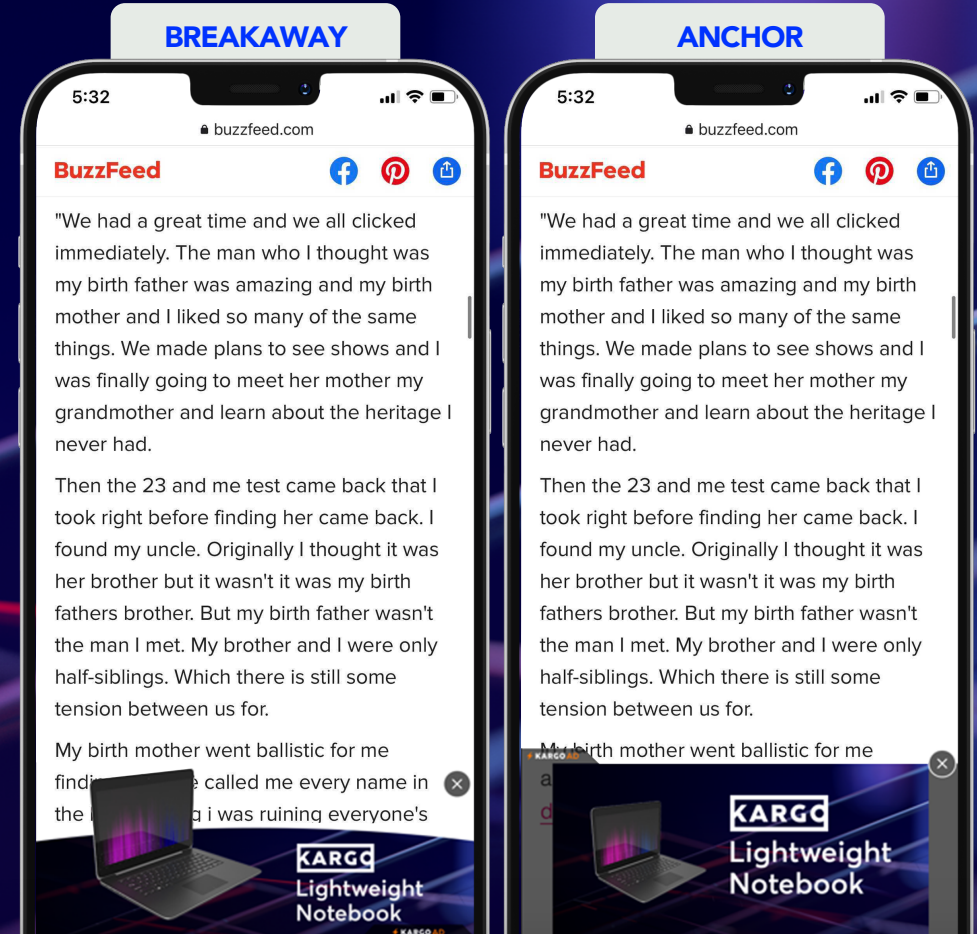 BREAKAWAY
5:32
buzzfeed.com
BuzzFeed
"We had a great time and we all clicked
immediately. The man who I thought was
my birth father was amazing and my birth
mother and I liked so many of the same
things. We made plans to see shows and I
was finally going to meet her mother my
grandmother and learn about the heritage I
never had.
Then the 23 and me test came back that I
took right before finding her came back. I
found my uncle. Originally I thought it was
her brother but it wasn't it was my birth
fathers brother. But my birth father wasn't
the man I met. My brother and I were only
half-siblings. Which there is still some
tension between us for.
My birth mother went ballistic for me
called me every name in
the i was ruining everyone's
KARGO
Lightweight
Notebook
KARGO AD
ANCHOR
5:32
buzzfeed.com
BuzzFeed
"We had a great time and we all clicked
immediately. The man who I thought was
my birth father was amazing and my birth
mother and I liked so many of the same
things. We made plans to see shows and I
was finally going to meet her mother my
grandmother and learn about the heritage I
never had.
Then the 23 and me test came back that I
took right before finding her came back. I
found my uncle. Originally I thought it was
her brother but it wasn't it was my birth
fathers brother. But my birth father wasn't
the man I met. My brother and I were only
half-siblings. Which there is still some
tension between us for.
My birth mother went ballistic for me
KARGO AD
KARGO
Lightweight
Notebook